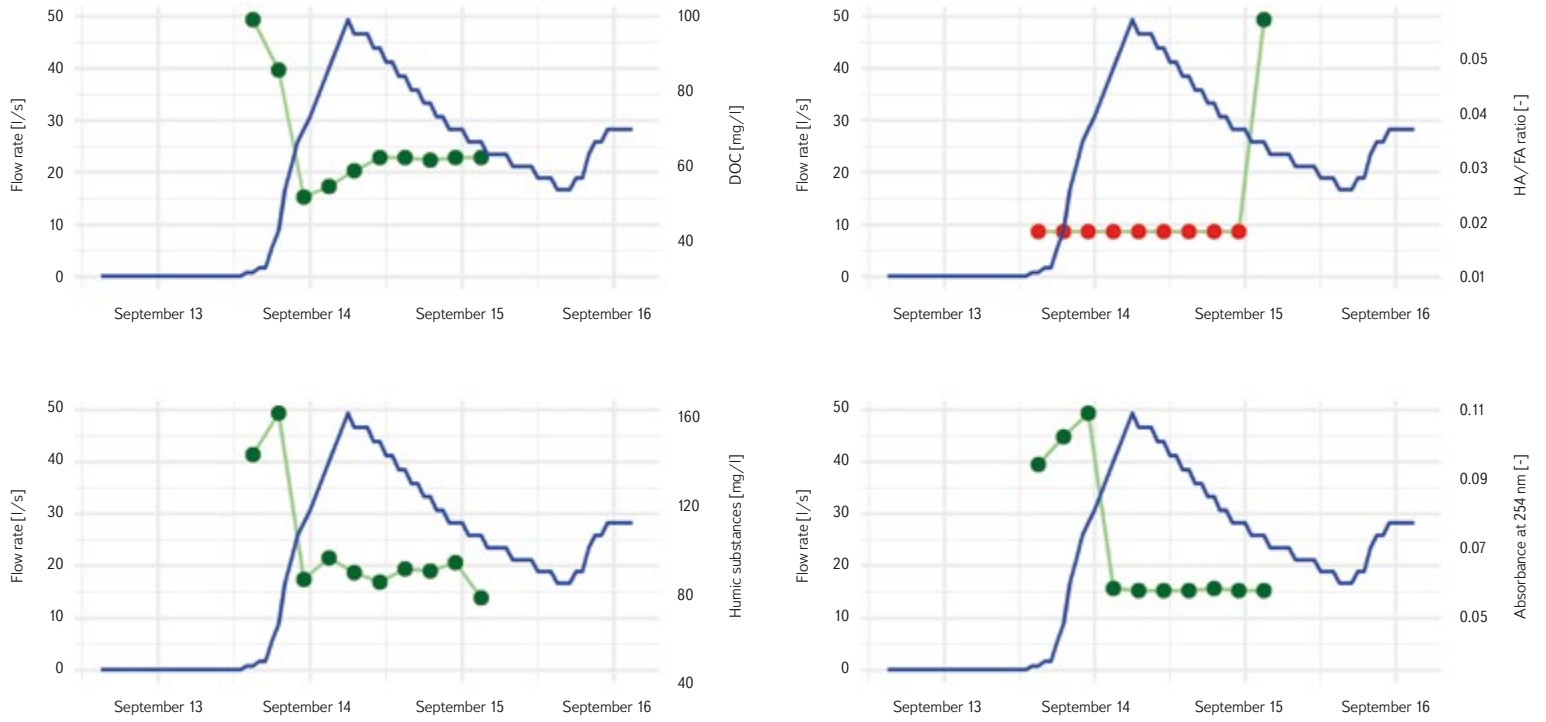 50
40
30
20
10
0
Flow rate [l/s]
100
80
60
40
DOC [mg/l]
September 13
September 14
September 15
September 16
50
40
30
20
10
0
Flow rate [l/s]
0.05
0.04
0.03
0.02
0.01
HA/FA ratio [-]
September 13
September 14
September 15
September 16
50
40
30
20
10
0
Flow rate [l/s]
160
120
80
40
Humic substances [mg/l]
September 13
September 14
September 15
September 16
50
40
30
20
10
0
Flow rate [l/s]
0.11
0.09
0.07
0.05
Absorbance at 254 nm [-]
September 13
September 14
September 15
September 16